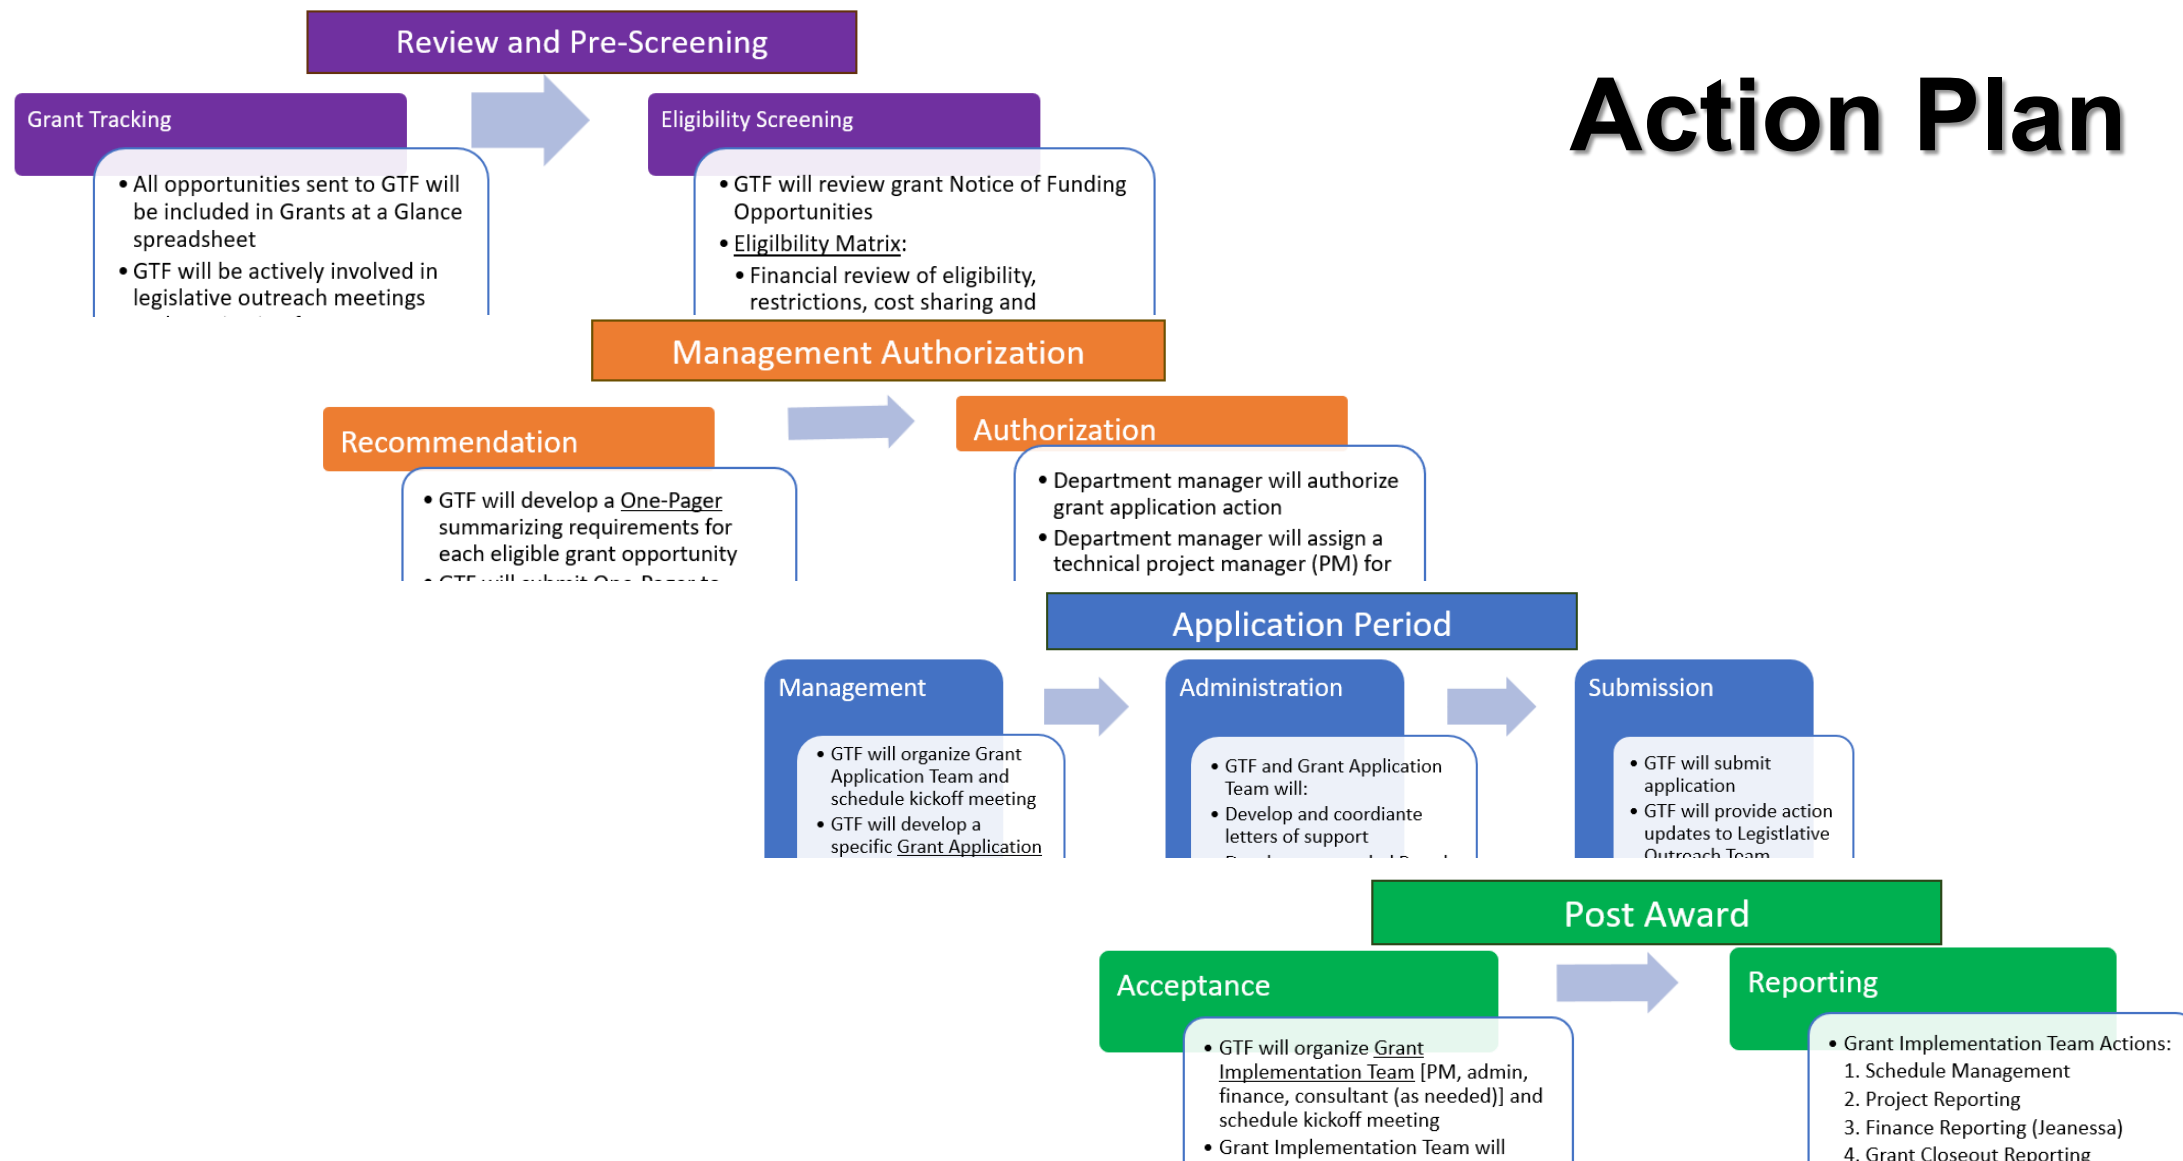 Action Plan
Review and Pre-Screening
Grant Tracking
• All opportunities sent to GTF will
be included in Grants at a Glance
spreadsheet
• GTF will be actively involved in
legislative outreach meetings
Eligibility Screening
• GTF will review grant Notice of Funding
Opportunities
• Eligilbility Matrix:
• Financial review of eligibility,
restrictions, cost sharing and
Management Authorization
Recommendation
• GTF will develop a One-Pager
summarizing requirements for
each eligible grant opportunity
• GTF will submit One-Pager to
Authorization
• Department manager will authorize
grant application action
• Department manager will assign a
technical project manager (PM) for
Application Period
Management
• GTF will organize Grant
Application Team and
schedule kickoff meeting
• GTF will develop a
specific Grant Application
Administration
• GTF and Grant Application
Team will:
• Develop and coordiante
letters of support
Submission
• GTF will submit
application
• GTF will provide action
updates to Legistlative
Outreach Team
Post Award
Acceptance
• GTF will organize Grant
Implementation Team [PM, admin,
finance, consultant (as needed)] and
schedule kickoff meeting
• Grant Implementation Team will
Reporting
• Grant Implementation Team Actions:
1. Schedule Management
2. Project Reporting
3. Finance Reporting (Jeanessa)
4. Grant Closeout Reporting